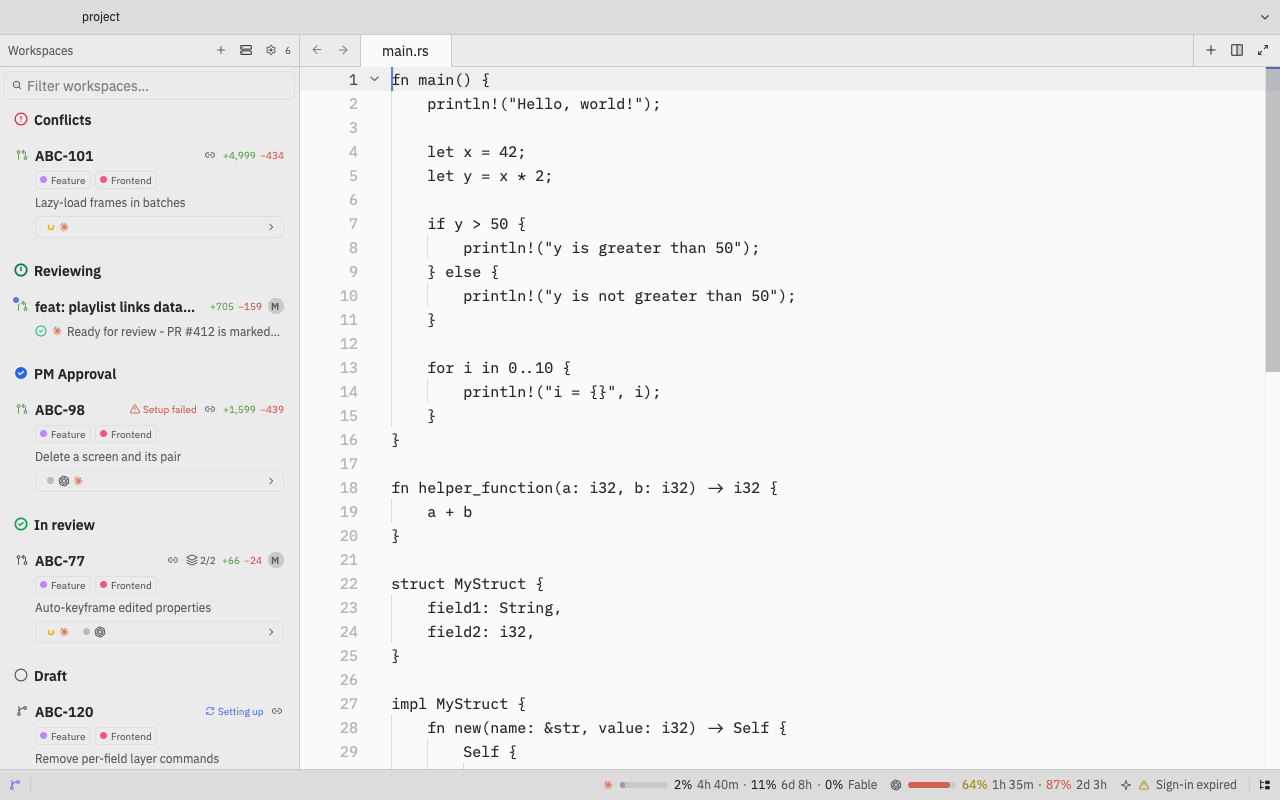 project
Workspaces 6
Filter workspaces...
Conflicts
ABC-101 +4,999 −434
Feature Frontend
Lazy-load frames in batches
Reviewing
feat: playlist links data... +705 −159 M
Ready for review - PR #412 is marked...
PM Approval
ABC-98 Setup failed +1,599 −439
Feature Frontend
Delete a screen and its pair
In review
ABC-77 2/2 +66 −24 M
Feature Frontend
Auto-keyframe edited properties
Draft
ABC-120 Setting up
Feature Frontend
Remove per-field layer commands
main.rs
1 fn main() {
2 println!("Hello, world!");
3
4 let x = 42;
5 let y = x * 2;
6
7 if y > 50 {
8 println!("y is greater than 50");
9 } else {
10 println!("y is not greater than 50");
11 }
12
13 for i in 0..10 {
14 println!("i = {}", i);
15 }
16 }
17
18 fn helper_function(a: i32, b: i32) -> i32 {
19 a + b
20 }
21
22 struct MyStruct {
23 field1: String,
24 field2: i32,
25 }
26
27 impl MyStruct {
28 fn new(name: &str, value: i32) -> Self {
29 Self {
2% 4h 40m · 11% 6d 8h · 0% Fable 64% 1h 35m · 87% 2d 3h Sign-in expired